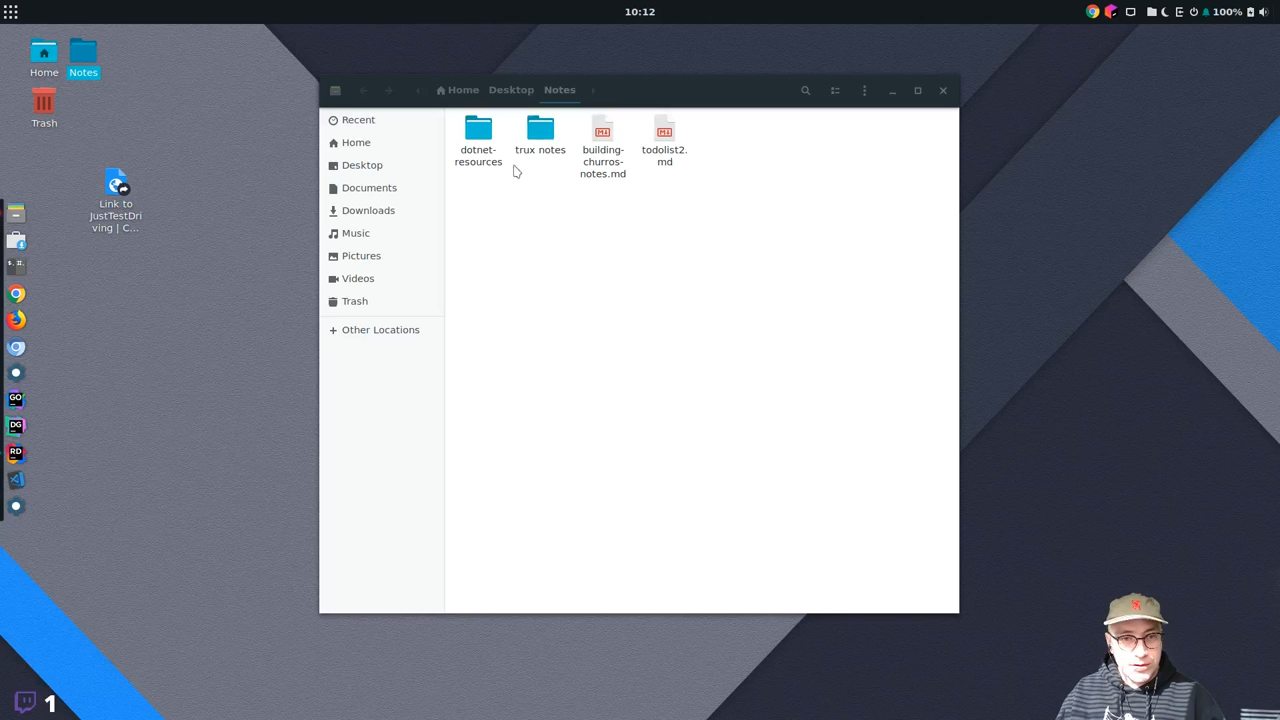 10:12
100%
Home
Notes
Trash
Link to
JustTestDri
ving | C...
Home
Desktop
Notes
Recent
Home
Desktop
Documents
Downloads
Music
Pictures
Videos
Trash
Other Locations
dotnet-
resources
trux notes
building-
churros-
notes.md
todolist2.
md
GO
DG
RD
1